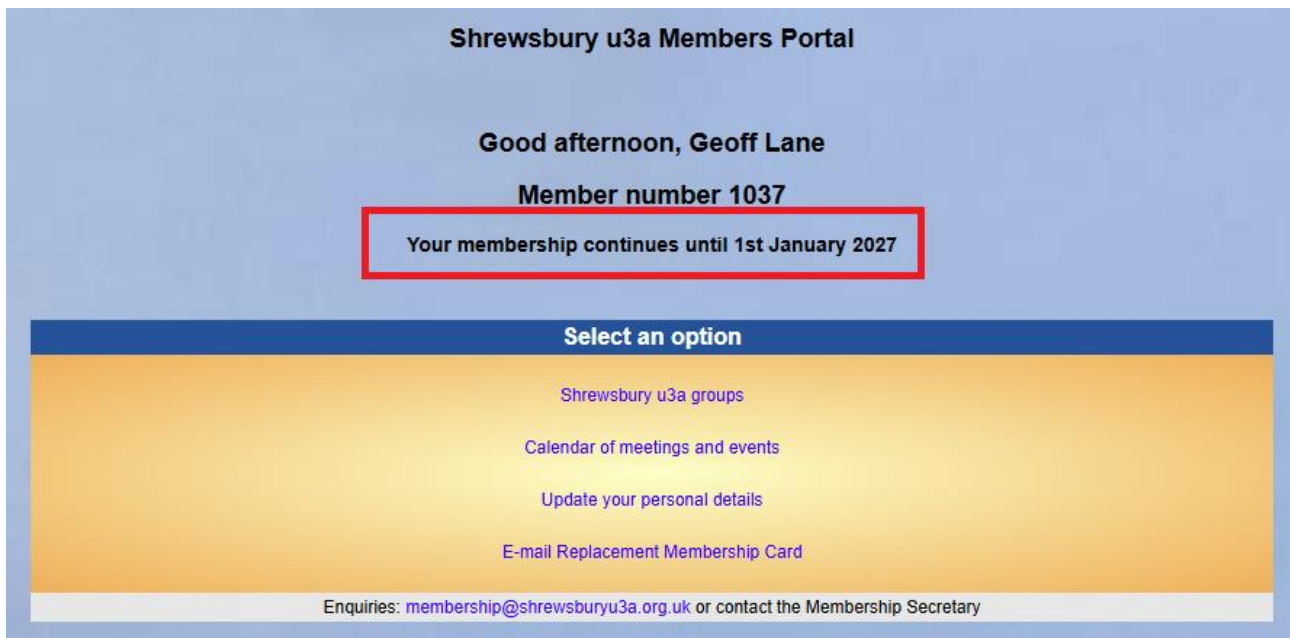 Shrewsbury u3a Members Portal
Good afternoon, Geoff Lane
Member number 1037
Your membership continues until 1st January 2027
Select an option
Shrewsbury u3a groups
Calendar of meetings and events
Update your personal details
E-mail Replacement Membership Card
Enquiries: membership@shrewsburyu3a.org.uk or contact the Membership Secretary